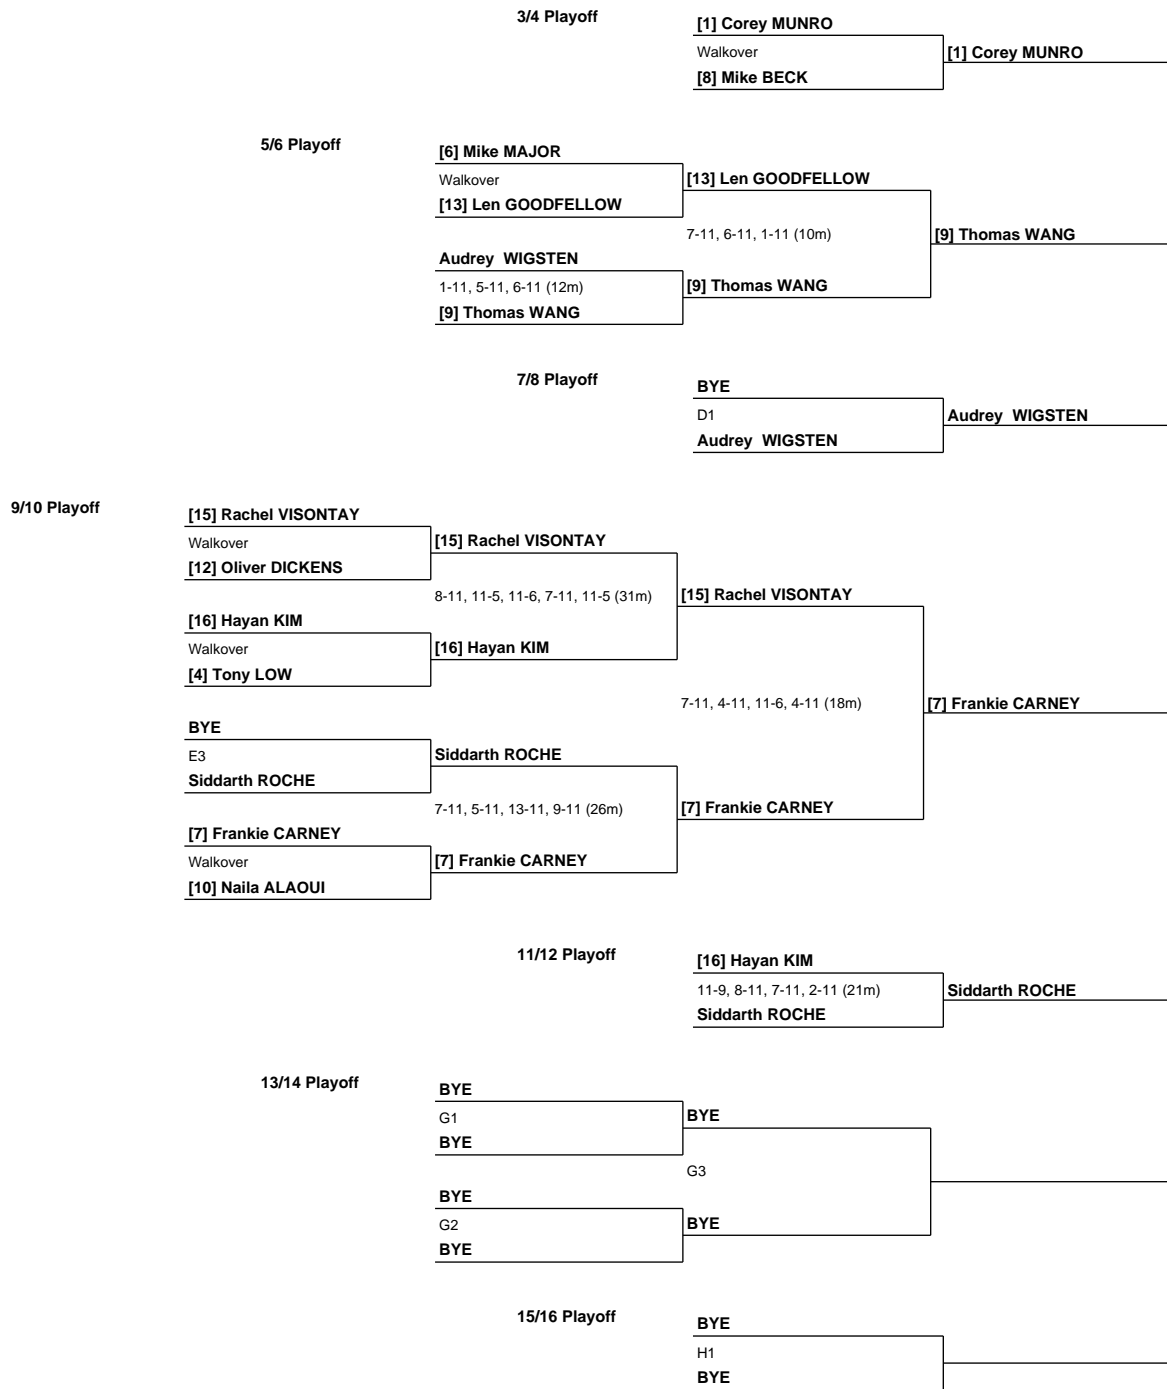 3/4 Playoff
[1] Corey MUNRO
Walkover
[1] Corey MUNRO
[8] Mike BECK
5/6 Playoff
[6] Mike MAJOR
Walkover
[13] Len GOODFELLOW
[13] Len GOODFELLOW
7-11, 6-11, 1-11 (10m)
[9] Thomas WANG
Audrey  WIGSTEN
1-11, 5-11, 6-11 (12m)
[9] Thomas WANG
[9] Thomas WANG
7/8 Playoff
BYE
D1
Audrey  WIGSTEN
Audrey  WIGSTEN
9/10 Playoff
[15] Rachel VISONTAY
Walkover
[15] Rachel VISONTAY
[12] Oliver DICKENS
8-11, 11-5, 11-6, 7-11, 11-5 (31m)
[15] Rachel VISONTAY
[16] Hayan KIM
Walkover
[16] Hayan KIM
[4] Tony LOW
7-11, 4-11, 11-6, 4-11 (18m)
[7] Frankie CARNEY
BYE
E3
Siddarth ROCHE
Siddarth ROCHE
7-11, 5-11, 13-11, 9-11 (26m)
[7] Frankie CARNEY
[7] Frankie CARNEY
Walkover
[7] Frankie CARNEY
[10] Naila ALAOUI
11/12 Playoff
[16] Hayan KIM
11-9, 8-11, 7-11, 2-11 (21m)
Siddarth ROCHE
Siddarth ROCHE
13/14 Playoff
BYE
G1
BYE
BYE
G3
BYE
G2
BYE
BYE
15/16 Playoff
BYE
H1
BYE